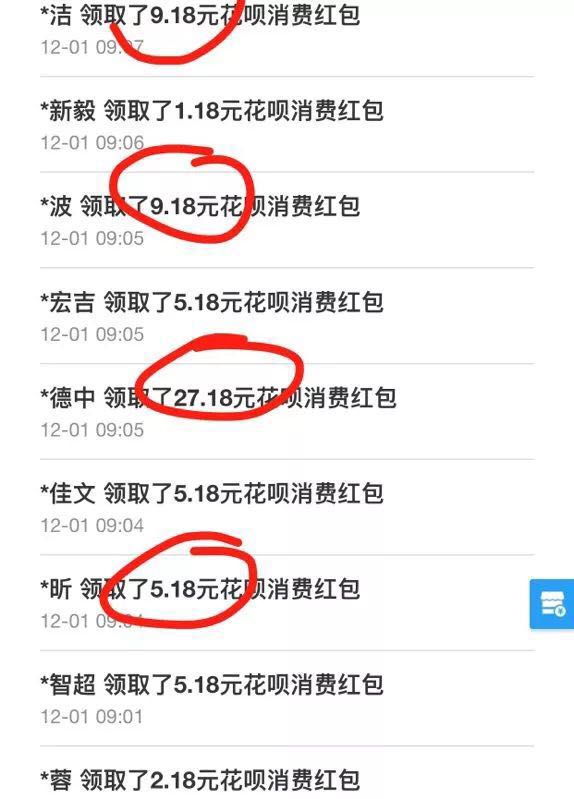 *洁 领取了9.18元花呗消费红包
12-01 09:07
*新毅 领取了1.18元花呗消费红包
12-01 09:06
*波 领取了9.18元花呗消费红包
12-01 09:05
*宏吉 领取了5.18元花呗消费红包
12-01 09:05
*德中 领取了27.18元花呗消费红包
12-01 09:05
*佳文 领取了5.18元花呗消费红包
12-01 09:04
*昕 领取了5.18元花呗消费红包
12-01 09:04
*智超 领取了5.18元花呗消费红包
12-01 09:01
*蓉 领取了2.18元花呗消费红包